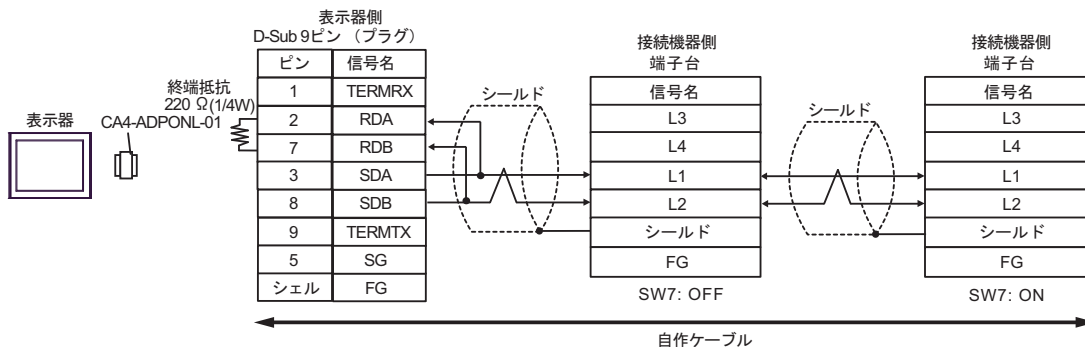 表示器側
D-Sub 9ピン （プラグ）
ピン 信号名
1 TERMRX
2 RDA
7 RDB
3 SDA
8 SDB
9 TERMTX
5 SG
シェル FG
終端抵抗
220 Ω(1/4W)
CA4-ADPONL-01
表示器
シールド
接続機器側
端子台
信号名
L3
L4
L1
L2
シールド
FG
SW7: OFF
シールド
接続機器側
端子台
信号名
L3
L4
L1
L2
シールド
FG
SW7: ON
自作ケーブル